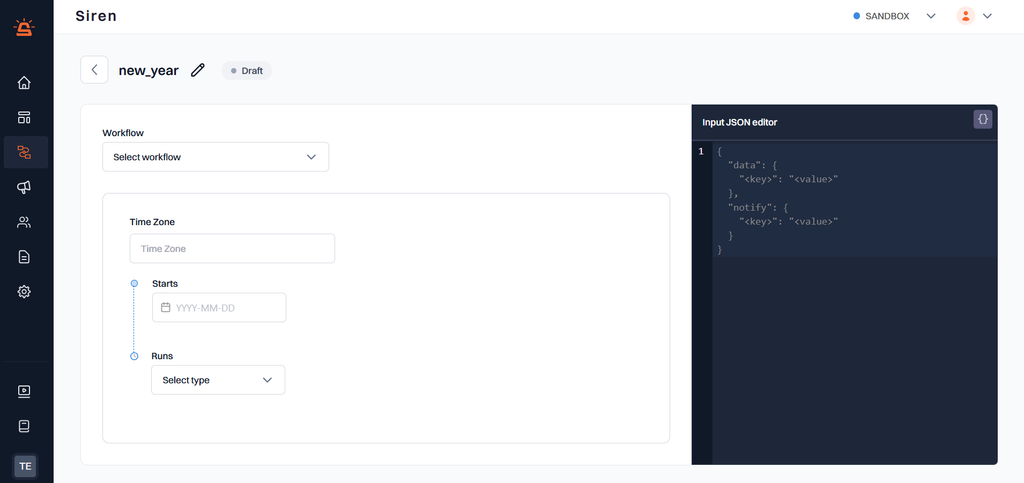 Siren
SANDBOX
new_year
Draft
Workflow
Select workflow
Time Zone
Time Zone
Starts
YYYY-MM-DD
Runs
Select type
Input JSON editor
{}
1
{
"data": {
"<key>": "<value>"
},
"notify": {
"<key>": "<value>"
}
}
TE